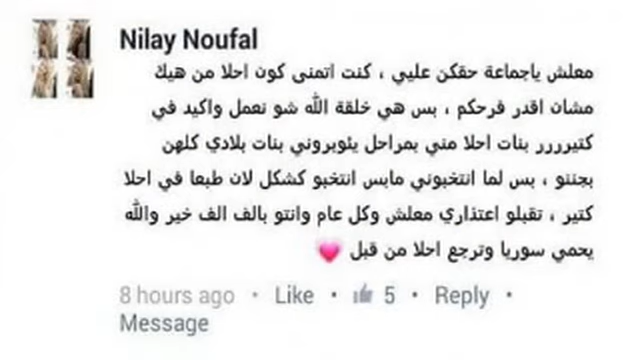 Nilay Noufal
معلش ياجماعة حقكن عليي ، كنت اتمنى كون احلا من هيك
مشان اقدر فرحكم ، بس هي خلقة الله شو نعمل واكيد في
كتيررر بنات احلا مني بمراحل يئوبروني بنات بلادي كلهن
بجننو ، بس لما انتخبوني مابس انتخبو كشكل لان طبعا في احلا
كتير ، تقبلو اعتذاري معلش وكل عام وانتو بالف الف خير والله
يحمي سوريا وترجع احلا من قبل 💗
8 hours ago · Like · 👍 5 · Reply ·
Message